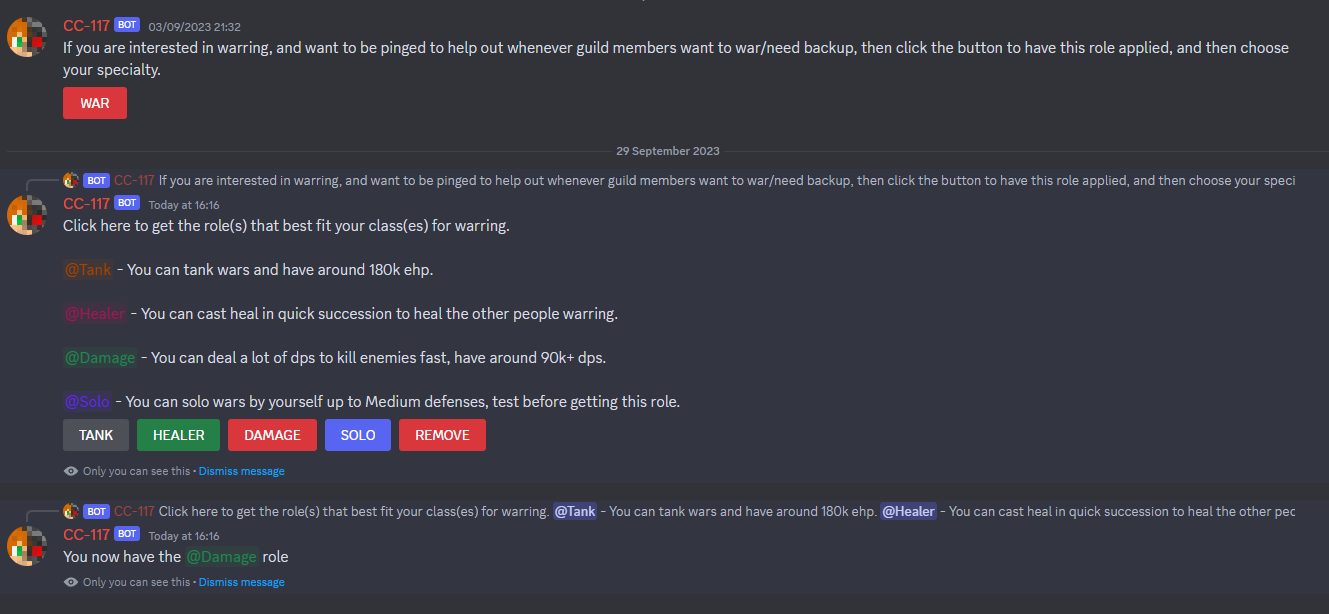 CC-117 BOT 03/09/2023 21:32
If you are interested in warring, and want to be pinged to help out whenever guild members want to war/need backup, then click the button to have this role applied, and then choose
your specialty.
WAR
29 September 2023
BOT CC-117 If you are interested in warring, and want to be pinged to help out whenever guild members want to war/need backup, then click the button to have this role applied, and then choose your speci
CC-117 BOT Today at 16:16
Click here to get the role(s) that best fit your class(es) for warring.
@Tank - You can tank wars and have around 180k ehp.
@Healer - You can cast heal in quick succession to heal the other people warring.
@Damage - You can deal a lot of dps to kill enemies fast, have around 90k+ dps.
@Solo - You can solo wars by yourself up to Medium defenses, test before getting this role.
TANK HEALER DAMAGE SOLO REMOVE
Only you can see this • Dismiss message
BOT CC-117 Click here to get the role(s) that best fit your class(es) for warring. @Tank - You can tank wars and have around 180k ehp. @Healer - You can cast heal in quick succession to heal the other pec
CC-117 BOT Today at 16:16
You now have the @Damage role
Only you can see this • Dismiss message